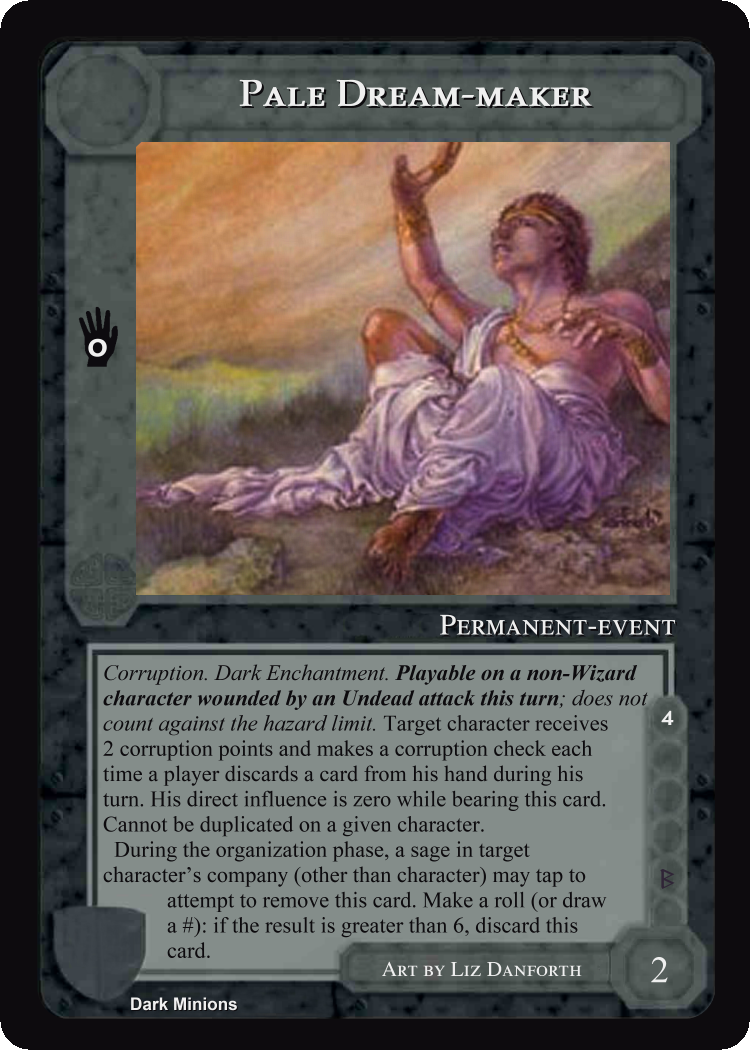 Pale Dream-maker
O
Permanent-event
Corruption. Dark Enchantment. Playable on a non-Wizard
character wounded by an Undead attack this turn; does not
count against the hazard limit. Target character receives
4
2 corruption points and makes a corruption check each
time a player discards a card from his hand during his
turn. His direct influence is zero while bearing this card.
Cannot be duplicated on a given character.
During the organization phase, a sage in target
character's company (other than character) may tap to
attempt to remove this card. Make a roll (or draw
a #): if the result is greater than 6, discard this
card.
Art by Liz Danforth
2
Dark Minions